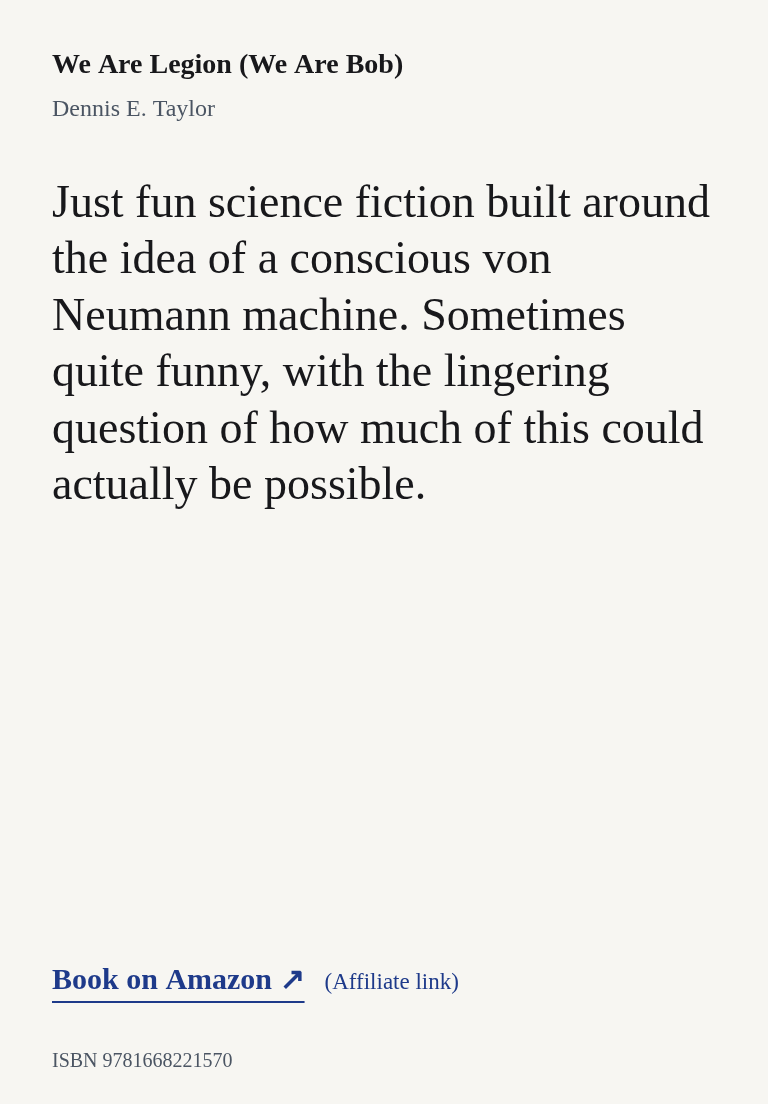 We Are Legion (We Are Bob)
Dennis E. Taylor
Just fun science fiction built around
the idea of a conscious von
Neumann machine. Sometimes
quite funny, with the lingering
question of how much of this could
actually be possible.
Book on Amazon ↗ (Affiliate link)
ISBN 9781668221570